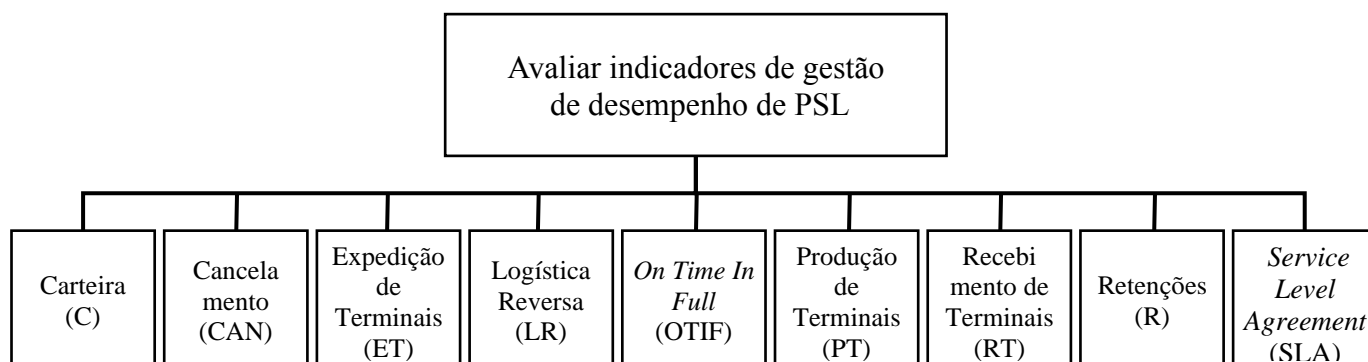 Avaliar indicadores de gestão
de desempenho de PSL
Carteira
(C)
Cancela
mento
(CAN)
Expedição
de
Terminais
(ET)
Logística
Reversa
(LR)
On Time In
Full
(OTIF)
Produção
de
Terminais
(PT)
Recebi
mento de
Terminais
(RT)
Retenções
(R)
Service
Level
Agreement
(SLA)